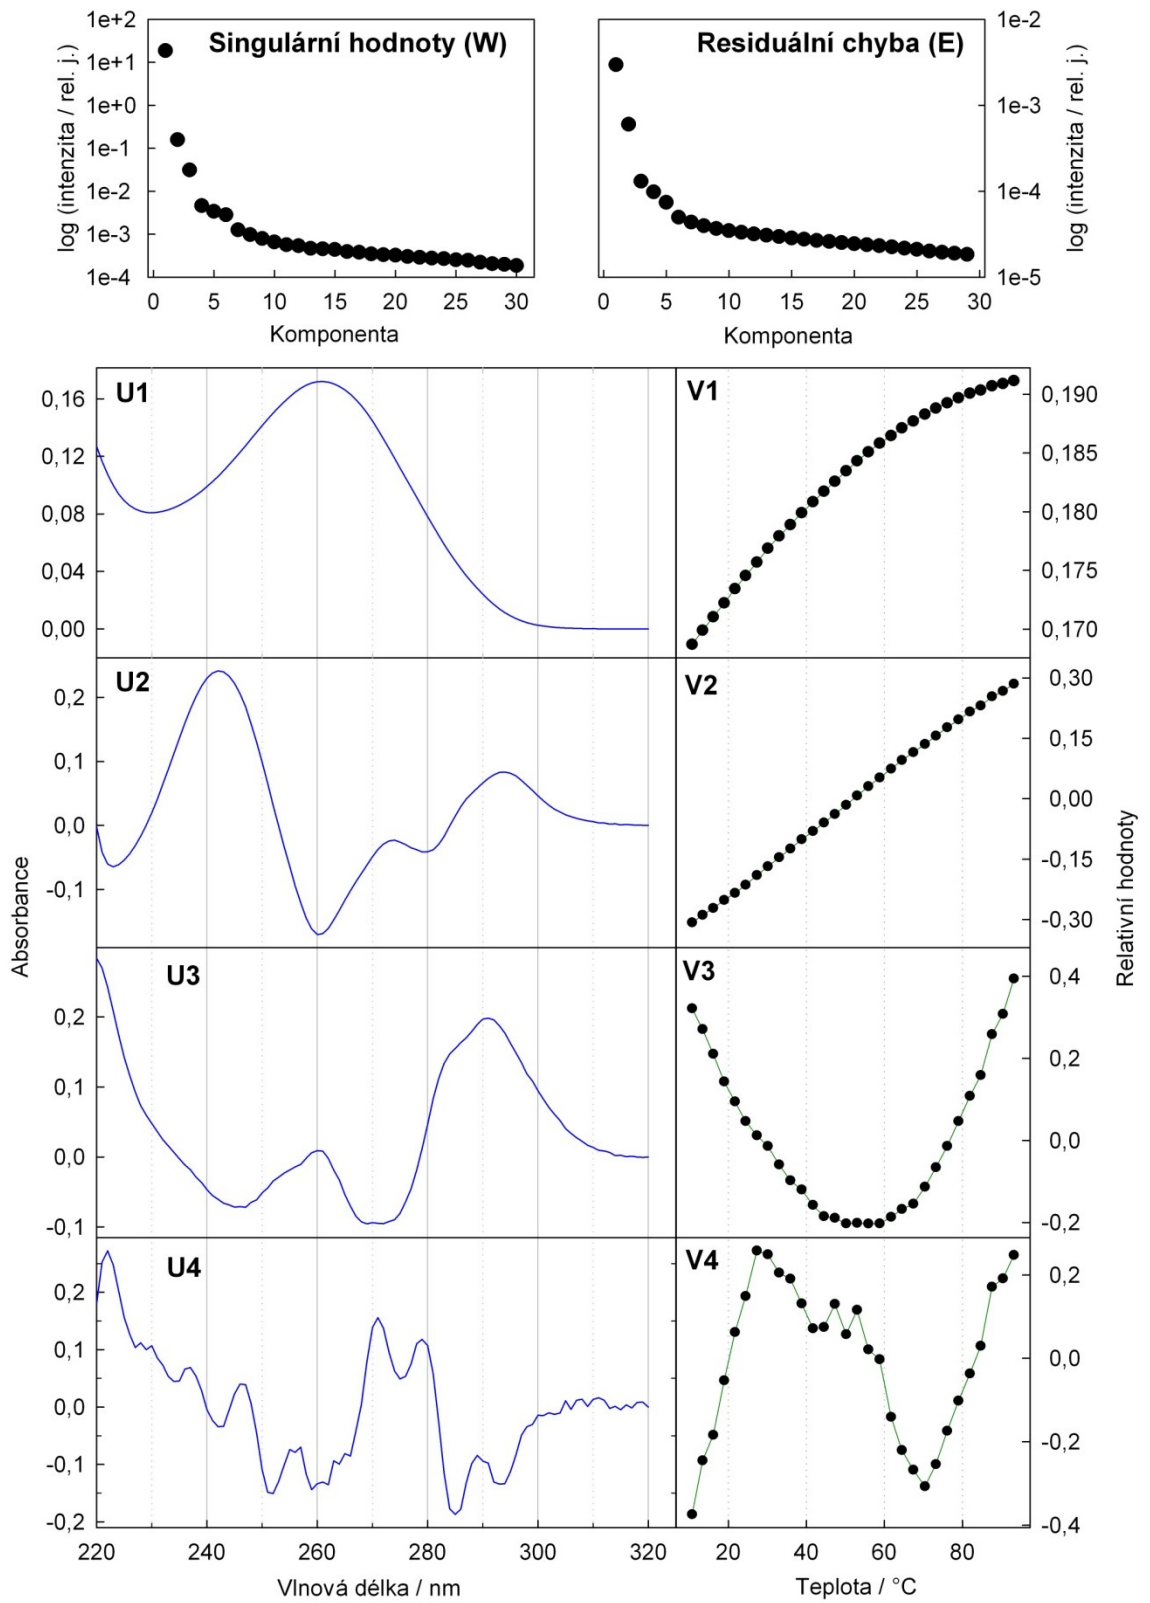 Singulární hodnoty (W)
log (intenzita / rel. j.)
1e+2
1e+1
1e+0
1e-1
1e-2
1e-3
1e-4
0 5 10 15 20 25 30
Komponenta
Residuální chyba (E)
1e-2
1e-3
1e-4
1e-5
log (intenzita / rel. j.)
0 5 10 15 20 25 30
Komponenta
U1
0,16
0,12
0,08
0,04
0,00
V1
0,190
0,185
0,180
0,175
0,170
U2
0,2
0,1
0,0
-0,1
V2
0,30
0,15
0,00
-0,15
-0,30
Absorbance
Relativní hodnoty
U3
0,2
0,1
0,0
-0,1
V3
0,4
0,2
0,0
-0,2
U4
0,2
0,1
0,0
-0,1
-0,2
V4
0,2
0,0
-0,2
-0,4
220 240 260 280 300 320
Vlnová délka / nm
20 40 60 80
Teplota / °C